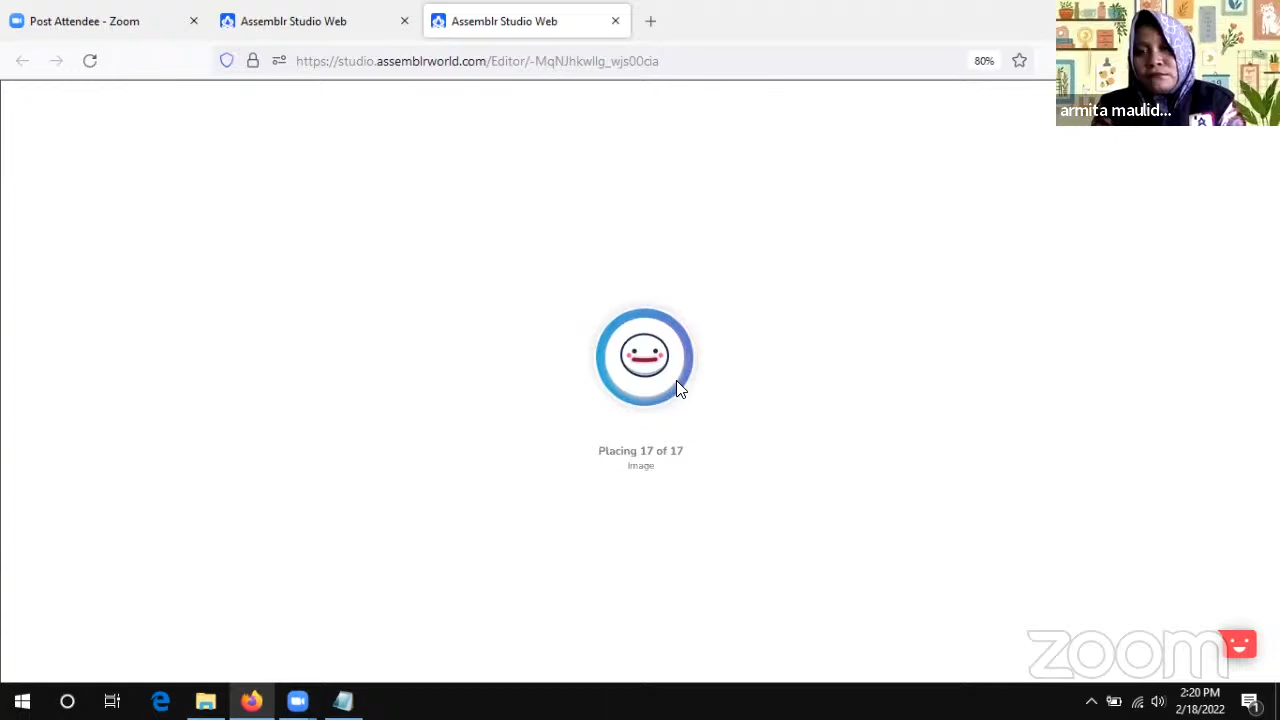 Post Attendee - Zoom
Assemblr Studio Web
Assemblr Studio Web
https://studio.assemblrworld.com/Editor/-MqNJhkwllg_wjs00cia
80%
armita maulid...
Placing 17 of 17
Image
zoom
2:20 PM
2/18/2022
1